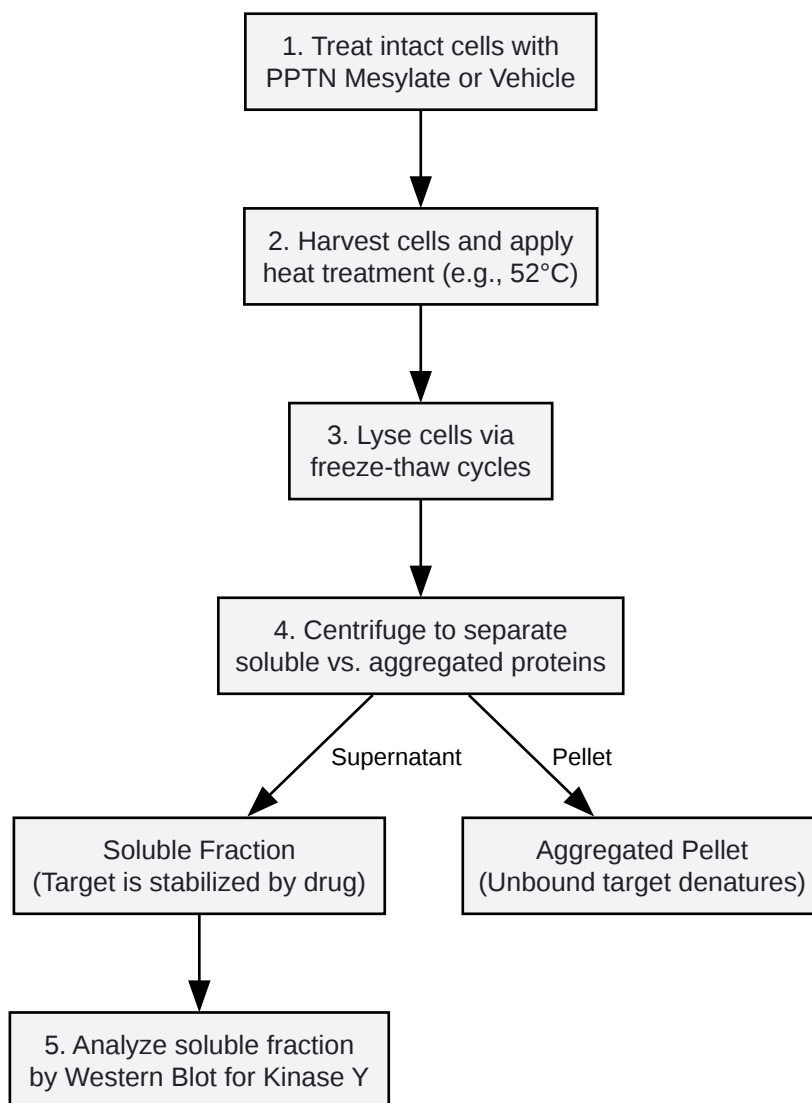 1. Treat intact cells with
PPTN Mesylate or Vehicle
2. Harvest cells and apply
heat treatment (e.g., 52°C)
3. Lyse cells via
freeze-thaw cycles
4. Centrifuge to separate
soluble vs. aggregated proteins
Supernatant
Pellet
Soluble Fraction
(Target is stabilized by drug)
Aggregated Pellet
(Unbound target denatures)
5. Analyze soluble fraction
by Western Blot for Kinase Y